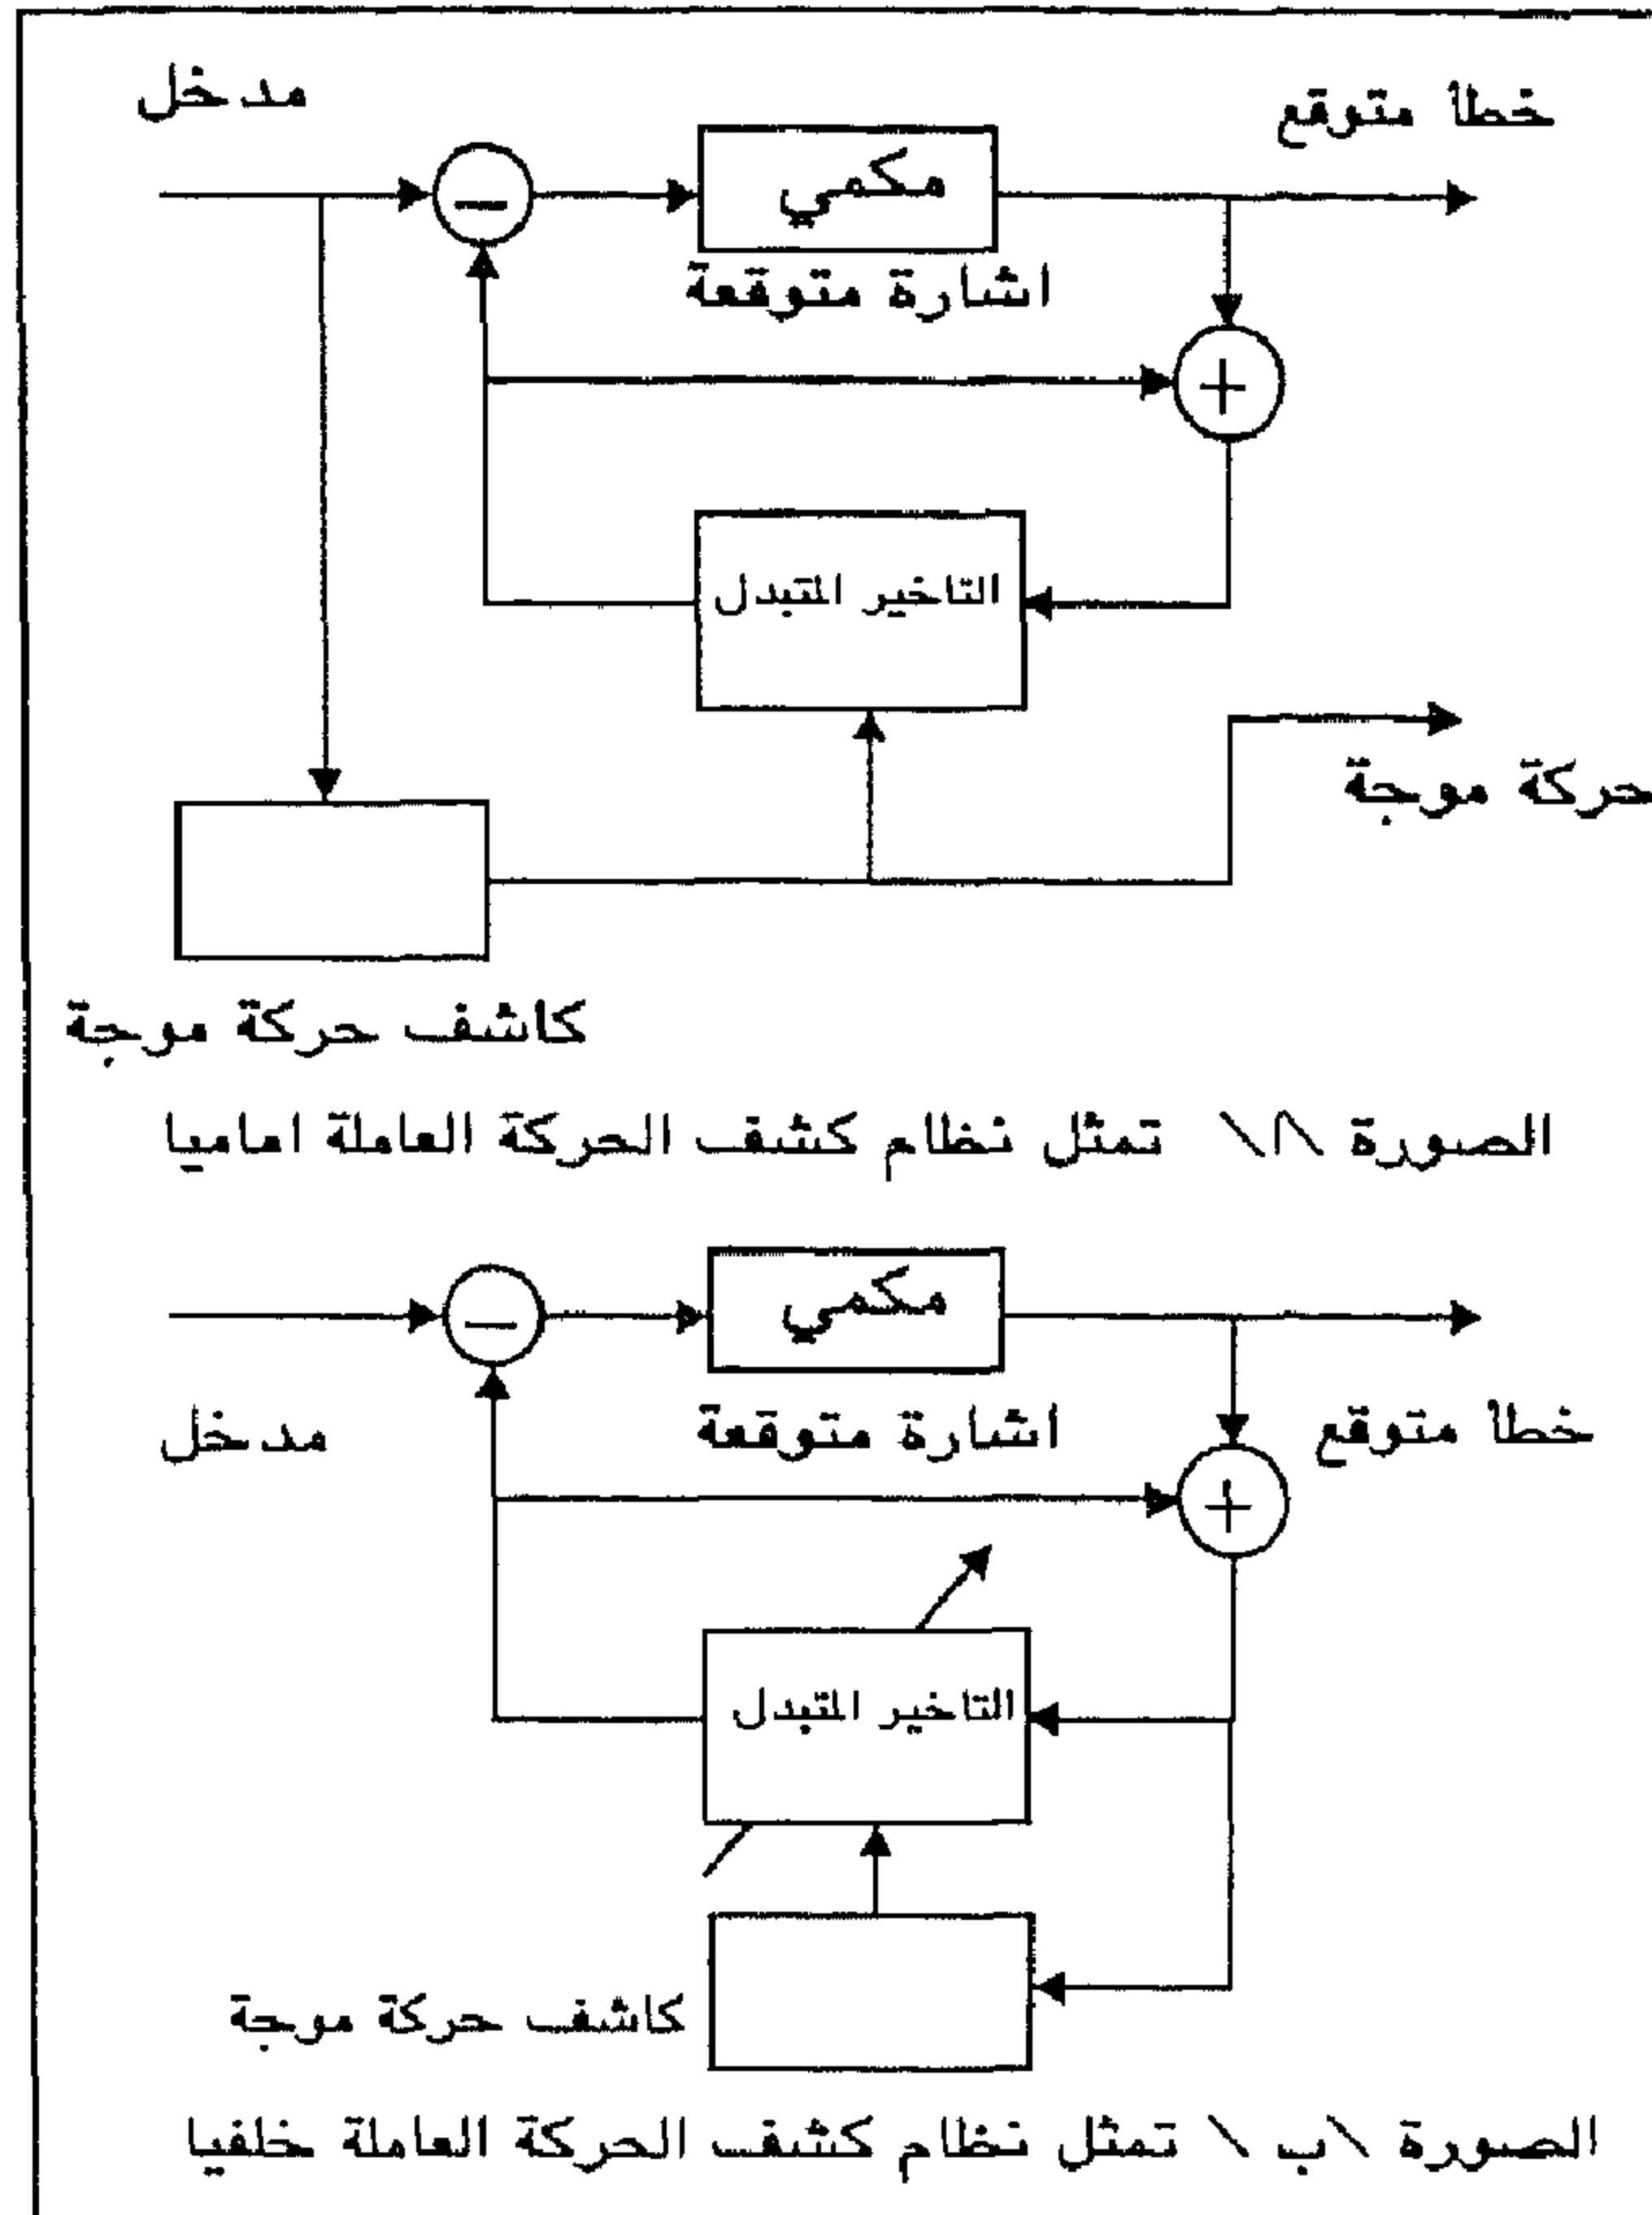 مدخل
خطأ متوقع
−
مكمي
اشارة متوقعة
+
التاخير المتبدل
حركة موجة
كاشف حركة موجة
الصورة \٨\ تمثل نظام كشف الحركة العاملة اماميا
−
مكمي
مدخل
اشارة متوقعة
خطأ متوقع
+
التاخير المتبدل
كاشف حركة موجة
الصورة \ب\ تمثل نظام كشف الحركة العاملة خلفيا